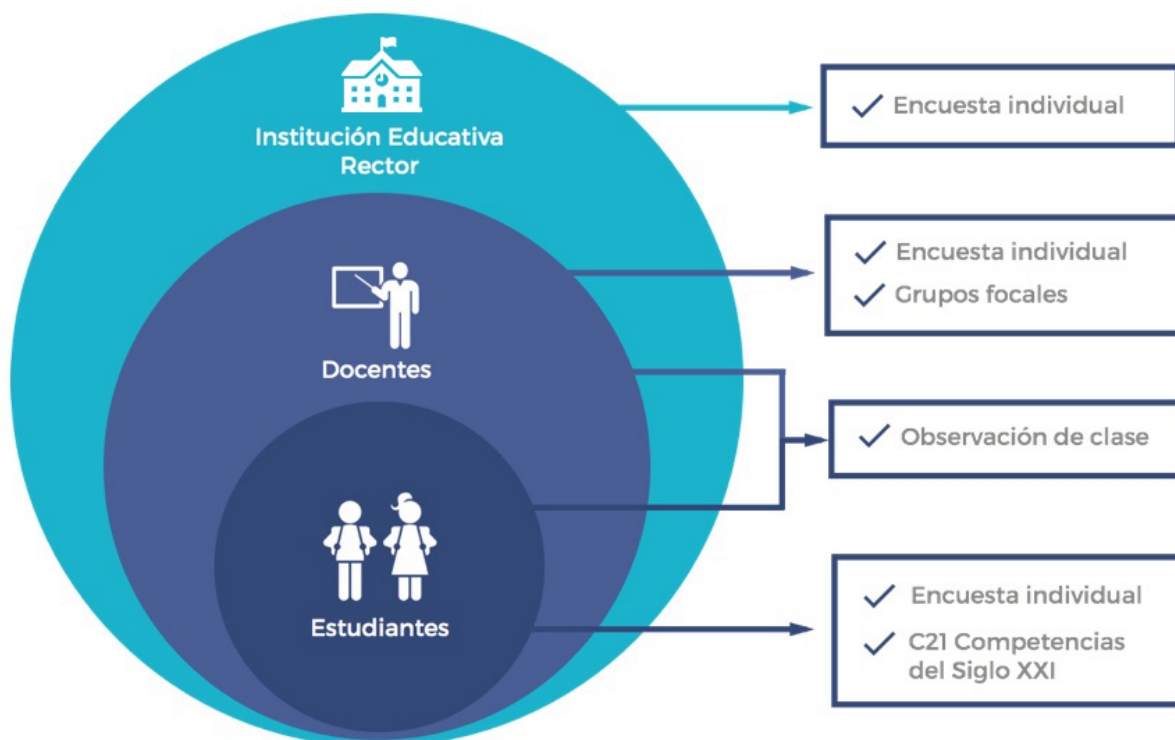 Institución Educativa
Rector
Encuesta individual
Docentes
Encuesta individual
Grupos focales
Observación de clase
Estudiantes
Encuesta individual
C21 Competencias
del Siglo XXI